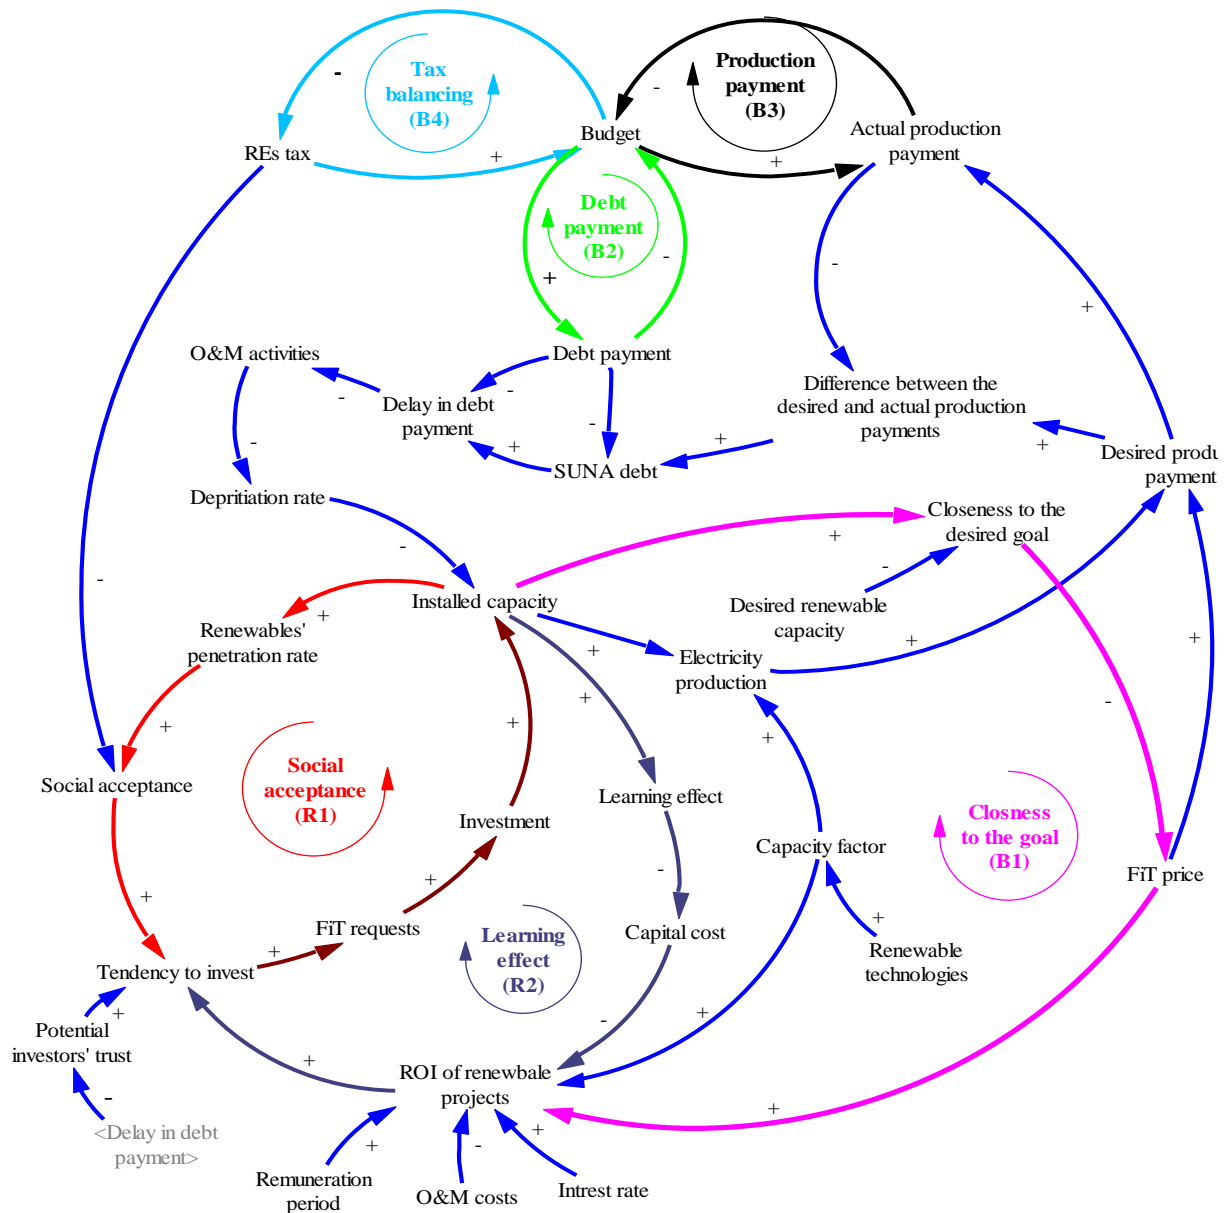 Tax
balancing
(B4)
-
Production
payment
(B3)
-
REs tax
+
Budget
+
Actual production
payment
Debt
payment
(B2)
+
-
-
+
O&M activities
Debt payment
Difference between the
desired and actual production
payments
-
Delay in debt
payment
-
-
+
+
+
-
SUNA debt
Desired produ
payment
Depritiation rate
-
Closeness to the
desired goal
+
-
-
Installed capacity
Desired renewable
capacity
+
Renewables'
penetration rate
+
Electricity
production
+
+
+
-
+
+
+
Social acceptance
Social
acceptance
(R1)
Learning effect
Investment
Closness
to the goal
(B1)
Capacity factor
-
+
FiT price
+
FiT requests
Learning
effect
(R2)
Capital cost
+
Renewable
technologies
+
Tendency to invest
+
Potential
investors' trust
-
+
+
ROI of renewbale
projects
-
<Delay in debt
payment>
+
-
+
+
Remuneration
period
O&M costs
Intrest rate